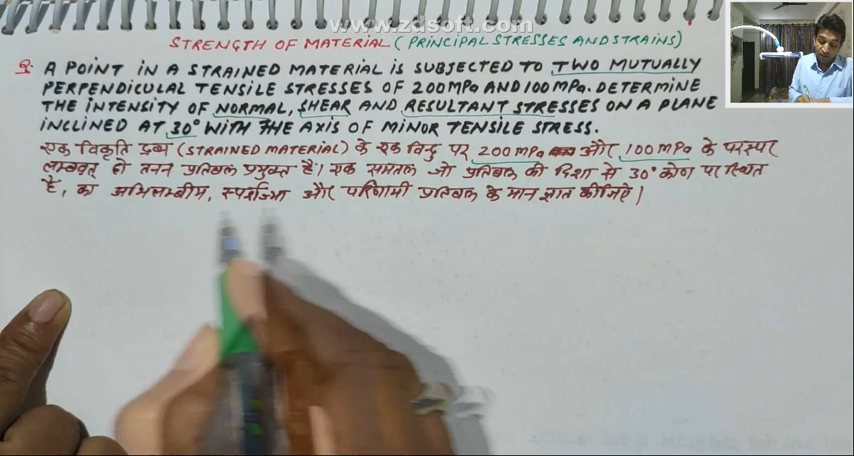 www.zdsoft.com
STRENGTH OF MATERIAL (PRINCIPAL STRESSES AND STRAINS)
Q. A POINT IN A STRAINED MATERIAL IS SUBJECTED TO TWO MUTUALLY
PERPENDICULAR TENSILE STRESSES OF 200MPa AND 100MPa. DETERMINE
THE INTENSITY OF NORMAL, SHEAR AND RESULTANT STRESS ON A PLANE
INCLINED AT 30° WITH THE AXIS OF MINOR TENSILE STRESS.
एक विकृति द्रव्य (STRAINED MATERIAL) के एक बिन्दु पर 200 MPa और 100 MPa के परस्पर
लम्बवत् दो तनन प्रतिबल प्रयुक्त हैं। एक समतल जो प्रतिबल की दिशा से 30° कोण पर स्थित
है, का अभिलम्बीय, स्पर्शज्या और परिणामी प्रतिबल के मान ज्ञात कीजिए।